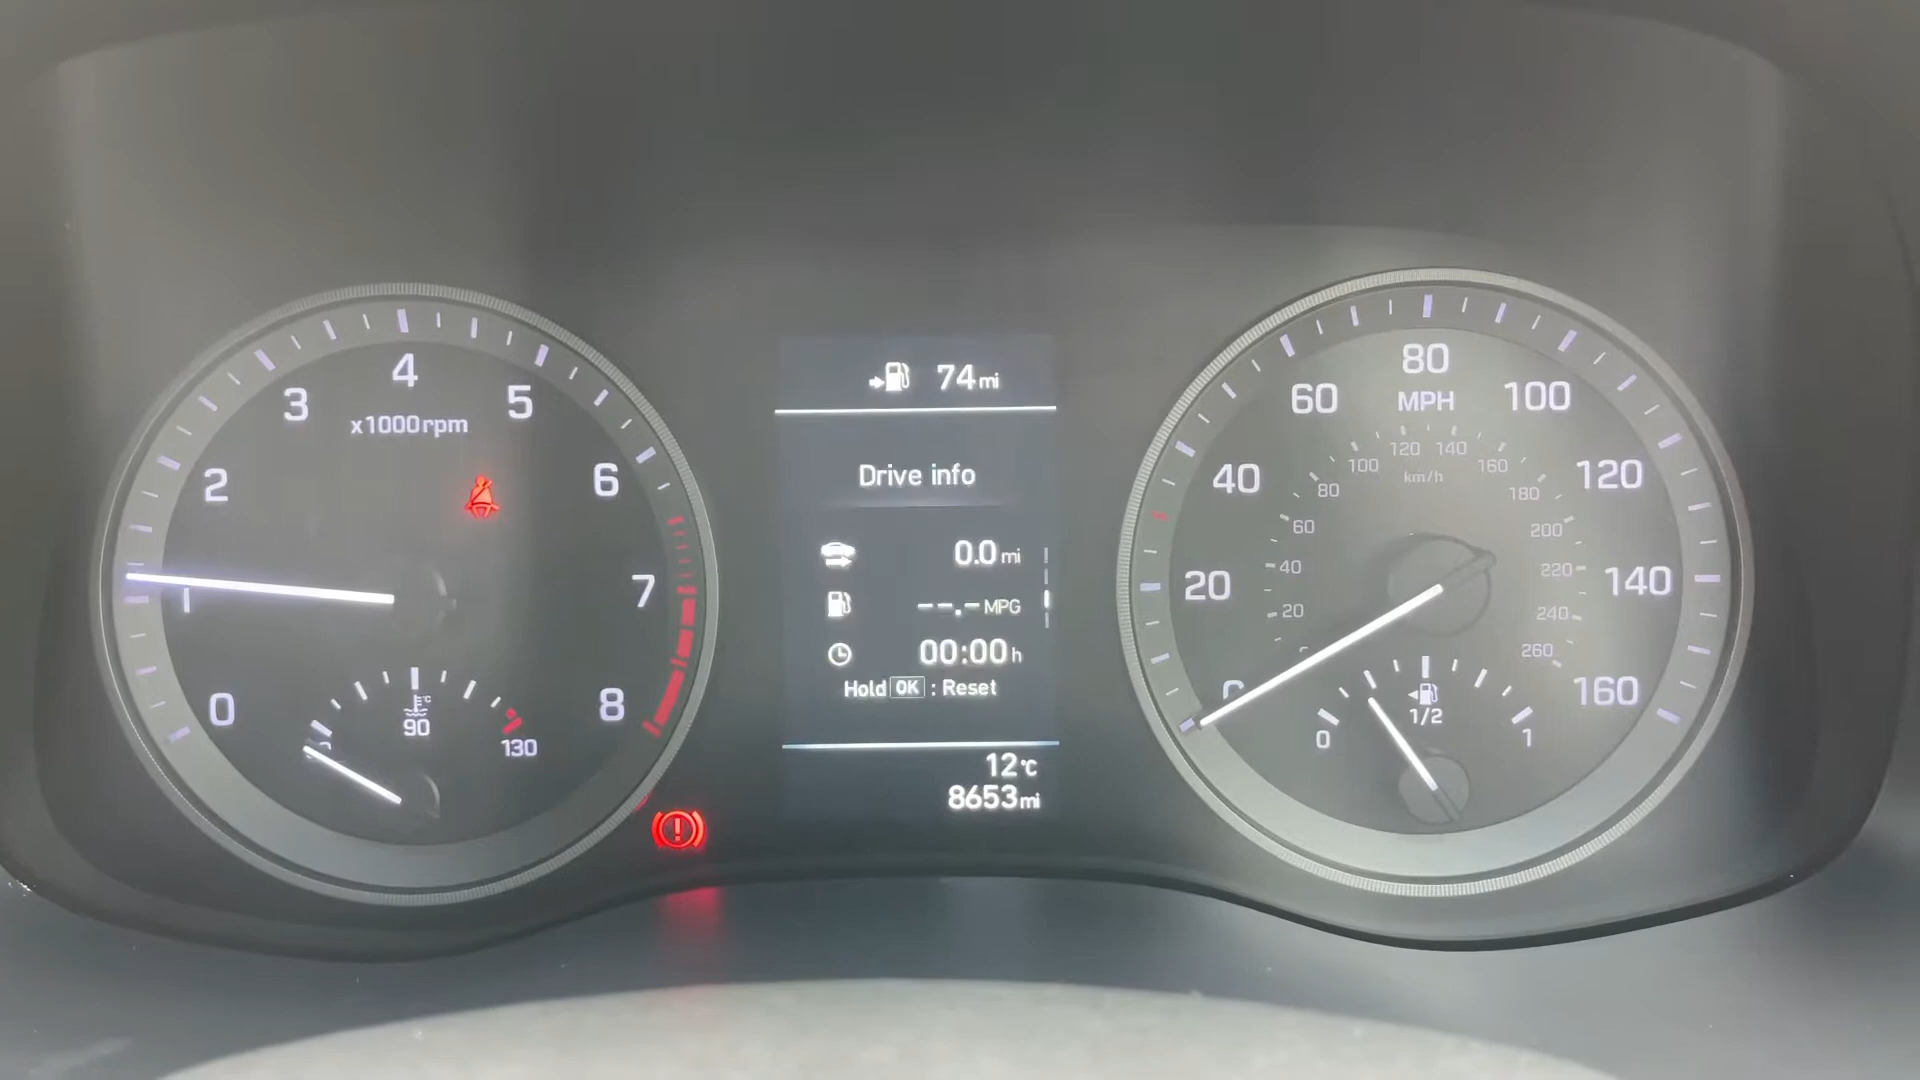 0
1
2
3
4
5
6
7
8
x1000rpm
°C
90
130
74mi
Drive info
0.0mi
--.-MPG
00:00h
Hold OK : Reset
12°C
8653mi
20
40
60
80
100
120
140
160
MPH
20
40
60
80
100
120
140
160
180
200
220
240
260
km/h
0
1/2
1